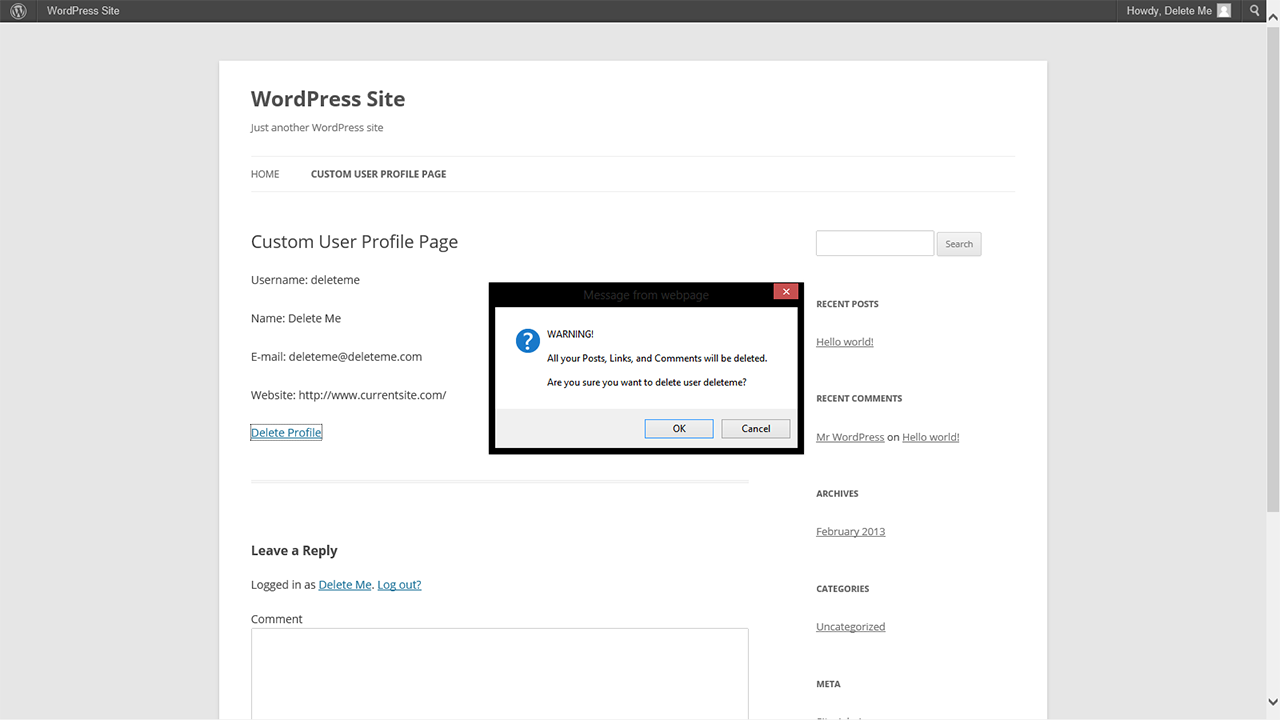 WordPress Site
Howdy, Delete Me
WordPress Site
Just another WordPress site
HOME
CUSTOM USER PROFILE PAGE
Custom User Profile Page
Username: deleteme
Name: Delete Me
E-mail: deleteme@deleteme.com
Website: http://www.currentsite.com/
Delete Profile
Message from webpage
WARNING!
All your Posts, Links, and Comments will be deleted.
Are you sure you want to delete user deleteme?
OK
Cancel
Leave a Reply
Logged in as Delete Me. Log out?
Comment
Search
RECENT POSTS
Hello world!
RECENT COMMENTS
Mr WordPress on Hello world!
ARCHIVES
February 2013
CATEGORIES
Uncategorized
META